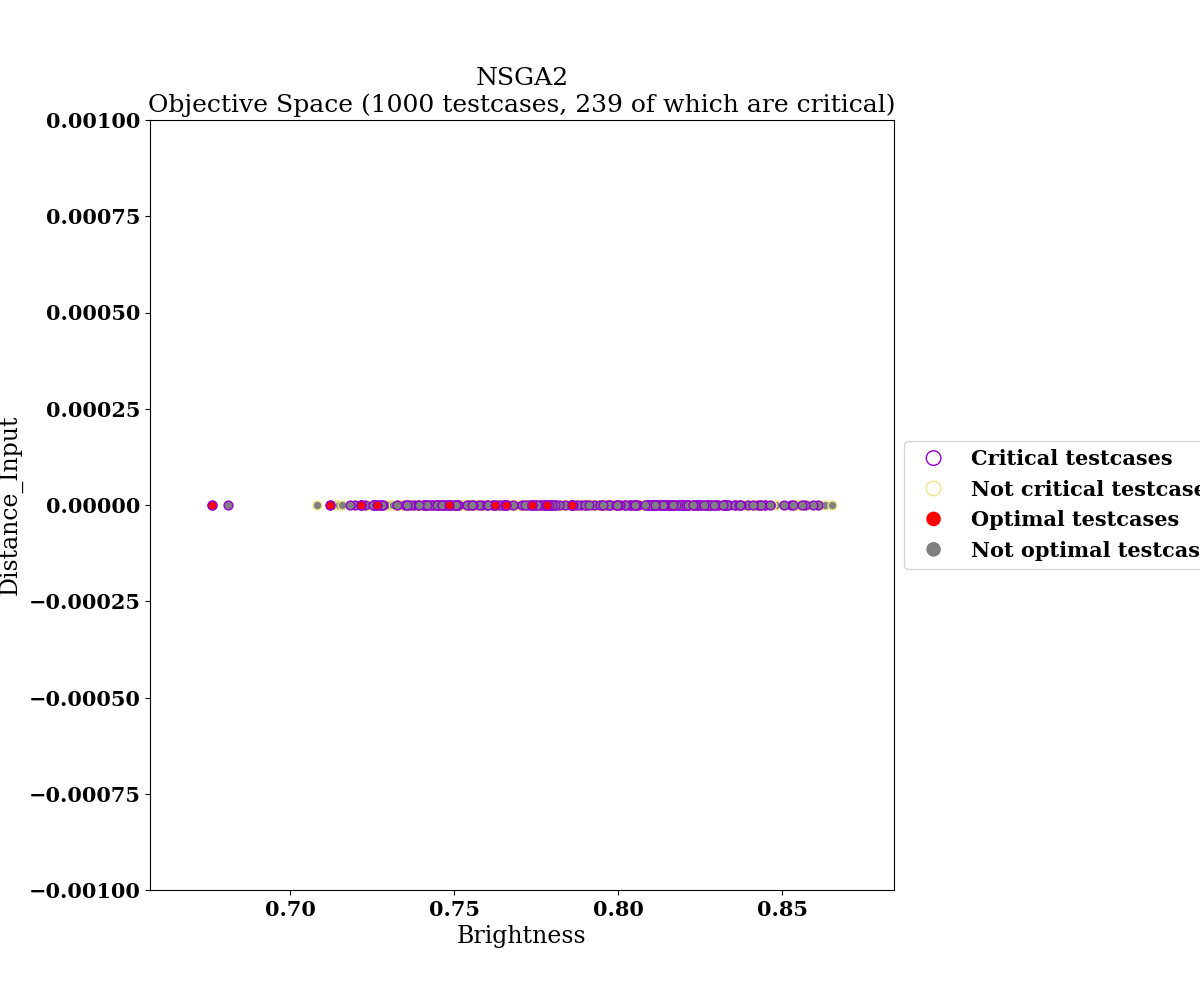 NSGA2
Objective Space (1000 testcases, 239 of which are critical)
0.00100
0.00075
0.00050
0.00025
0.00000
−0.00025
−0.00050
−0.00075
−0.00100
Distance_Input
0.70 0.75 0.80 0.85
Brightness
Critical testcases
Not critical testcase
Optimal testcases
Not optimal testcas